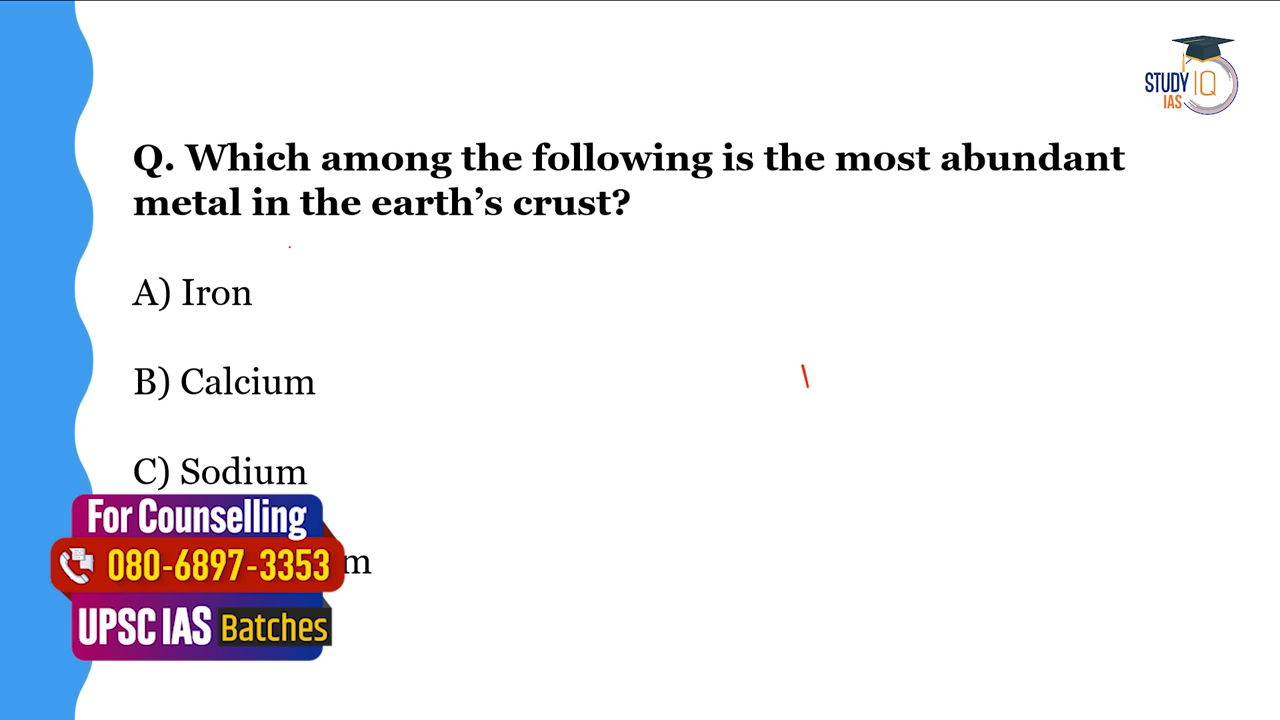 STUDY IQ
IAS
Q. Which among the following is the most abundant
metal in the earth’s crust?
A) Iron
B) Calcium
C) Sodium
For Counselling
080-6897-3353
UPSC IAS Batches